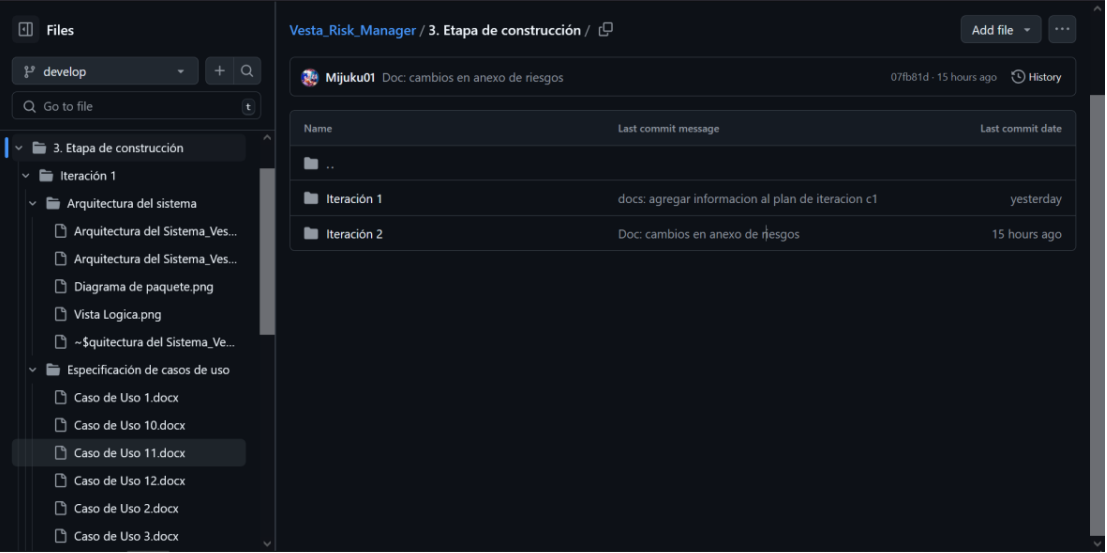 Files
develop
Go to file
t
3. Etapa de construcción
Iteración 1
Arquitectura del sistema
Arquitectura del Sistema_Ves...
Arquitectura del Sistema_Ves...
Diagrama de paquete.png
Vista Logica.png
~$quitectura del Sistema_Ve...
Especificación de casos de uso
Caso de Uso 1.docx
Caso de Uso 10.docx
Caso de Uso 11.docx
Caso de Uso 12.docx
Caso de Uso 2.docx
Caso de Uso 3.docx
Vesta_Risk_Manager / 3. Etapa de construcción /
Add file
Mijuku01 Doc: cambios en anexo de riesgos 07fb81d · 15 hours ago History
Name Last commit message Last commit date
..
Iteración 1 docs: agregar informacion al plan de iteracion c1 yesterday
Iteración 2 Doc: cambios en anexo de riesgos 15 hours ago